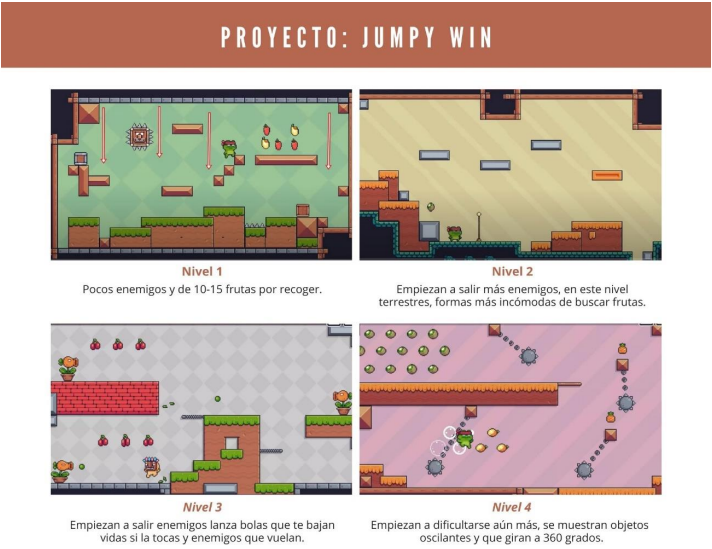 PROYECTO: JUMPY WIN
Nivel 1
Pocos enemigos y de 10-15 frutas por recoger.
Nivel 2
Empiezan a salir más enemigos, en este nivel
terrestres, formas más incómodas de buscar frutas.
Nivel 3
Empiezan a salir enemigos lanza bolas que te bajan
vidas si la tocas y enemigos que vuelan.
Nivel 4
Empiezan a dificultarse aún más, se muestran objetos
oscilantes y que giran a 360 grados.